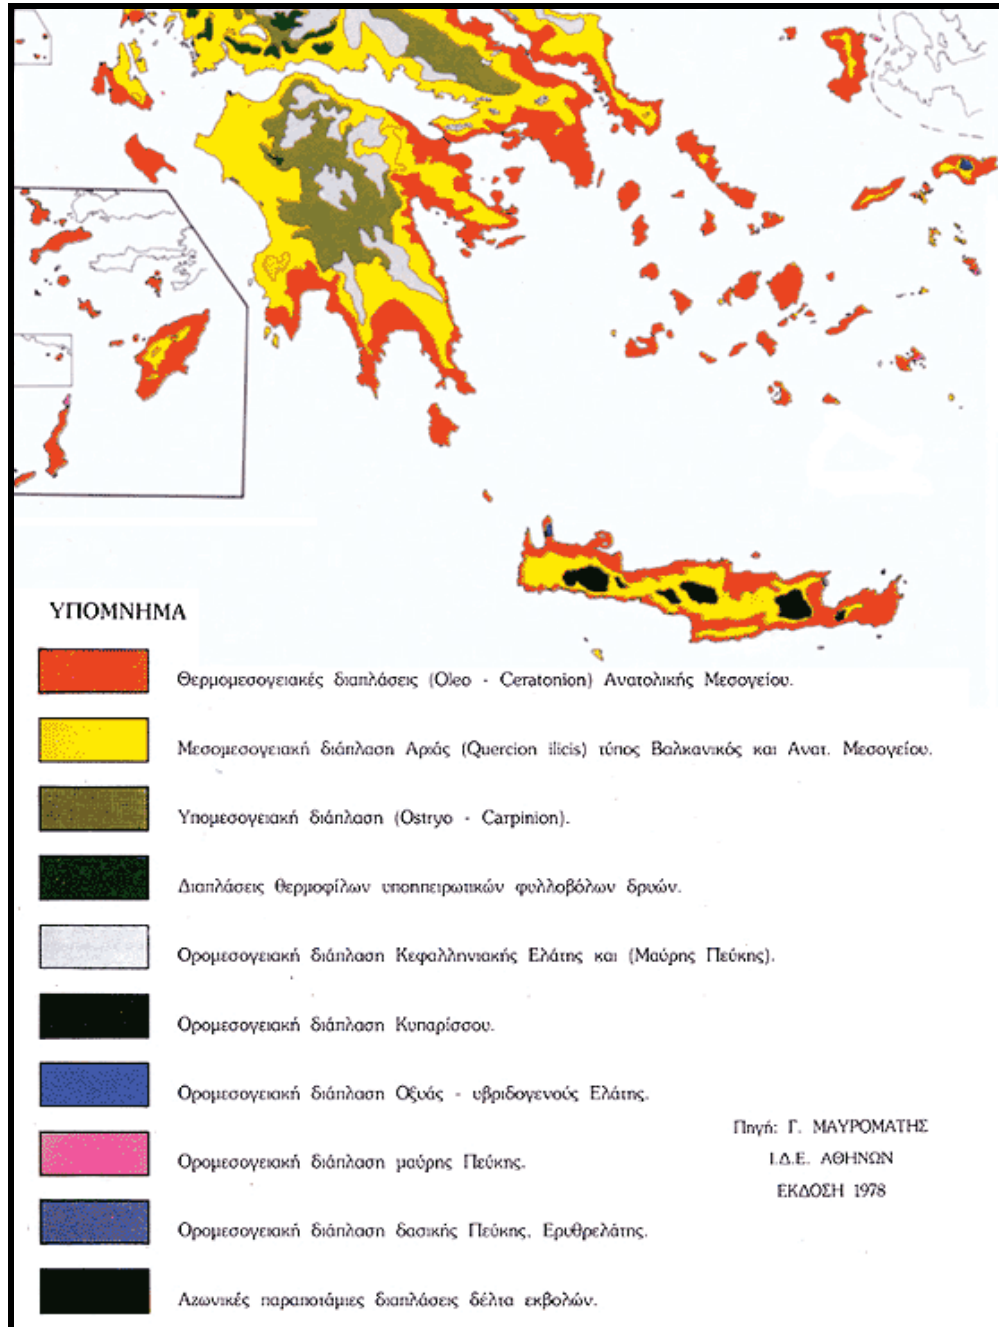 ΥΠΟΜΝΗΜΑ
Θερμομεσογειακές διαπλάσεις (Oleo - Ceratonion) Ανατολικής Μεσογείου.
Μεσομεσογειακή διάπλαση Αριάς (Quercion ilicis) τύπος Βαλκανικός και Ανατ. Μεσογείου.
Υπομεσογειακή διάπλαση (Ostryo - Carpinion).
Διαπλάσεις θερμοφίλων υποηπειρωτικών φυλλοβόλων δρυών.
Ορομεσογειακή διάπλαση Κεφαλληνιακής Ελάτης και (Μαύρης Πεύκης).
Ορομεσογειακή διάπλαση Κυπαρίσσου.
Ορομεσογειακή διάπλαση Οξυάς - υβριδογενούς Ελάτης.
Ορομεσογειακή διάπλαση μαύρης Πεύκης.
Ορομεσογειακή διάπλαση δασικής Πεύκης, Ερυθρελάτης.
Αζωνικές παραποτάμιες διαπλάσεις δέλτα εκβολών.
Πηγή: Γ. ΜΑΥΡΟΜΑΤΗΣ
Ι.Δ.Ε. ΑΘΗΝΩΝ
ΕΚΔΟΣΗ 1978